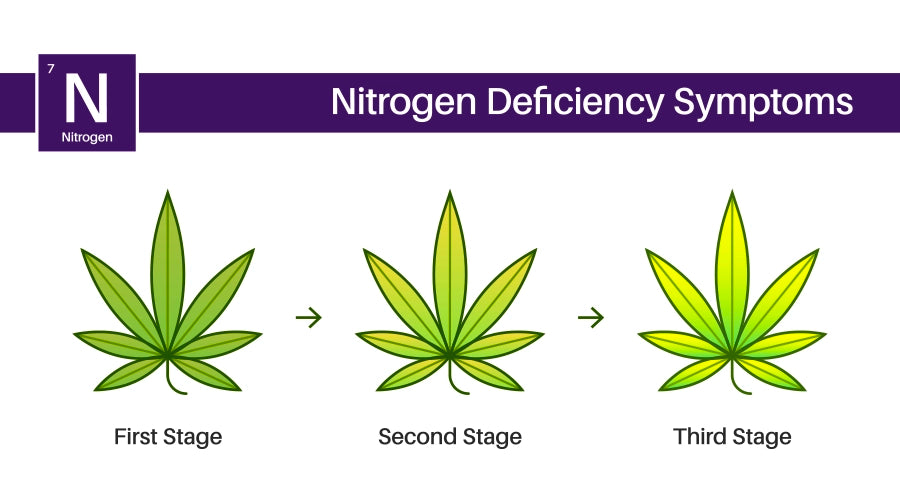 7
N
Nitrogen
Nitrogen Deficiency Symptoms
First Stage
Second Stage
Third Stage